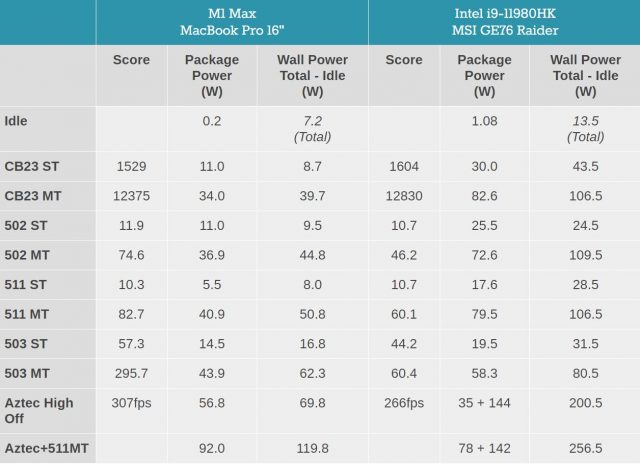 M1 Max Intel i9-11980HK
MacBook Pro 16" MSI GE76 Raider
Score Package Wall Power Score Package Wall Power
Power Total - Idle Power Total - Idle
(W) (W) (W) (W)
Idle 0.2 7.2 1.08 13.5
(Total) (Total)
CB23 ST 1529 11.0 8.7 1604 30.0 43.5
CB23 MT 12375 34.0 39.7 12830 82.6 106.5
502 ST 11.9 11.0 9.5 10.7 25.5 24.5
502 MT 74.6 36.9 44.8 46.2 72.6 109.5
511 ST 10.3 5.5 8.0 10.7 17.6 28.5
511 MT 82.7 40.9 50.8 60.1 79.5 106.5
503 ST 57.3 14.5 16.8 44.2 19.5 31.5
503 MT 295.7 43.9 62.3 60.4 58.3 80.5
Aztec High 307fps 56.8 69.8 266fps 35 + 144 200.5
Off
Aztec+511MT 92.0 119.8 78 + 142 256.5